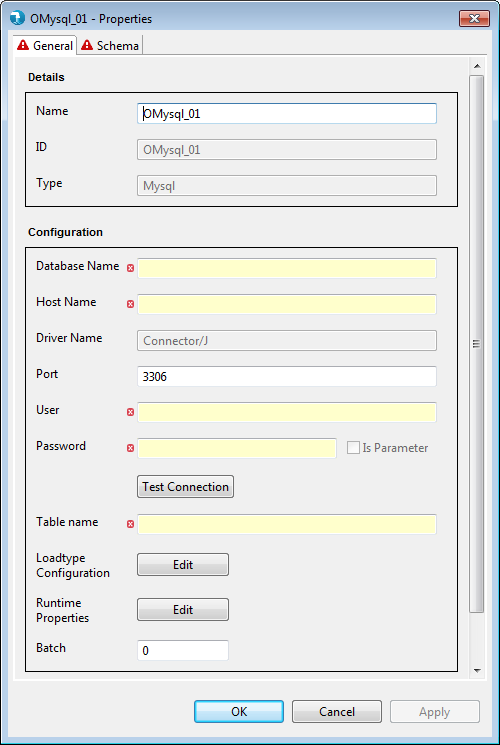 OMysql_01 - Properties
General Schema
Details
Name OMysql_01
ID OMysql_01
Type Mysql
Configuration
Database Name
Host Name
Driver Name Connector/J
Port 3306
User
Password Is Parameter
Test Connection
Table name
Loadtype
Configuration Edit
Runtime
Properties Edit
Batch 0
OK Cancel Apply